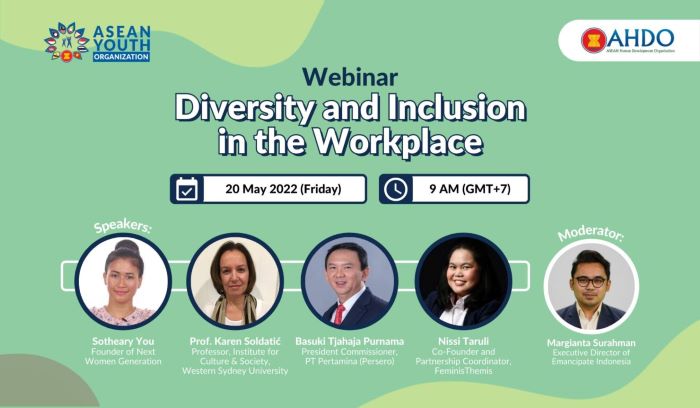 ASEAN
YOUTH
ORGANIZATION
AHDO
ASEAN Human Development Organisation
Webinar
Diversity and Inclusion
in the Workplace
20 May 2022 (Friday)
9 AM (GMT+7)
Speakers:
Moderator:
Sotheary You
Founder of Next
Women Generation
Prof. Karen Soldatić
Professor, Institute for
Culture & Society,
Western Sydney University
Basuki Tjahaja Purnama
President Commissioner,
PT Pertamina (Persero)
Nissi Taruli
Co-Founder and
Partnership Coordinator,
FeminisThemis
Margianta Surahman
Executive Director of
Emancipate Indonesia